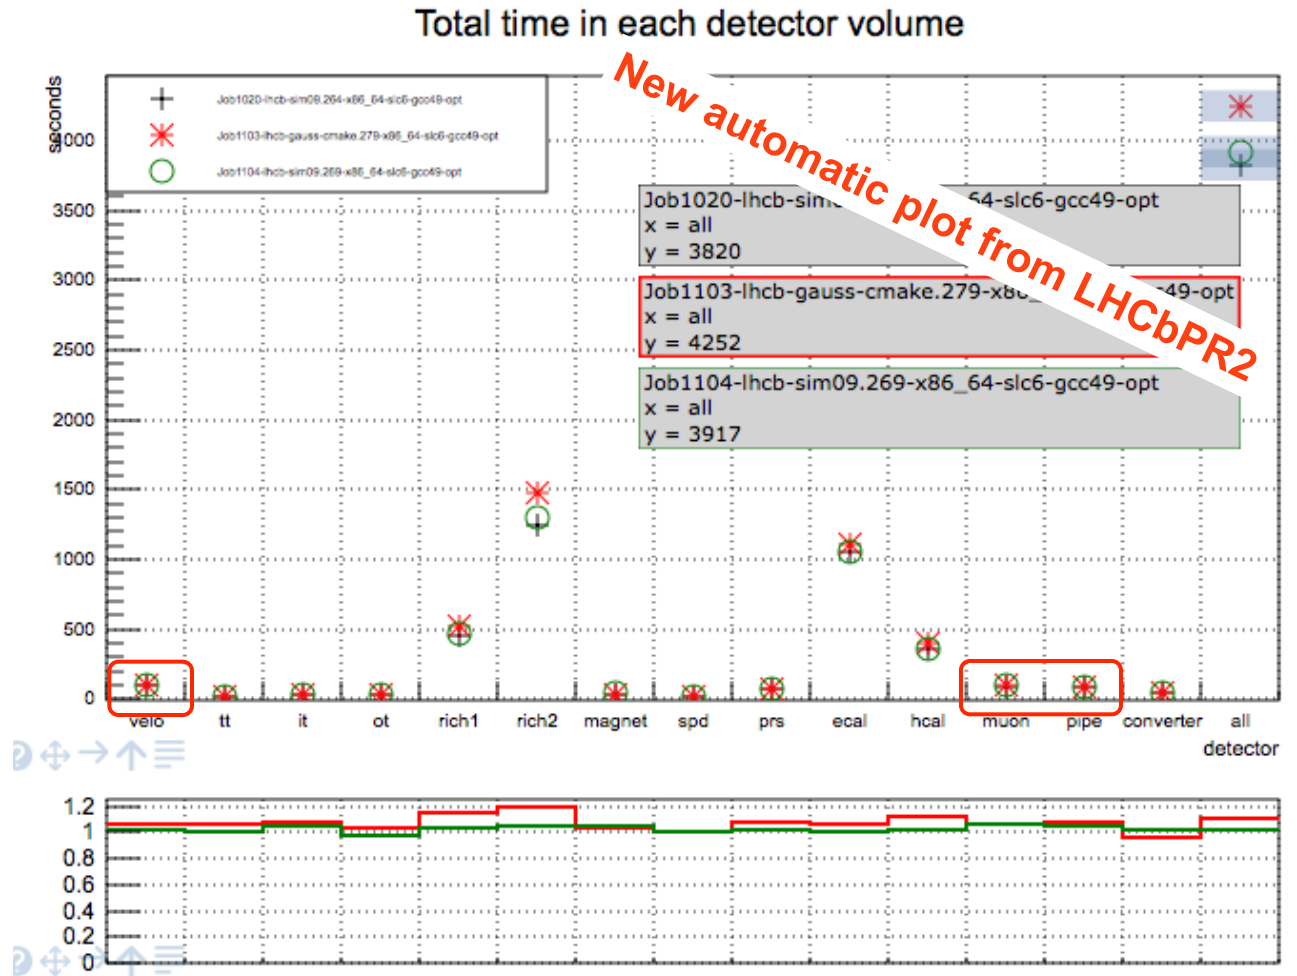 Total time in each detector volume
seconds
Job1020-lhcb-sim09.264-x86_64-slc6-gcc49-opt
Job1103-lhcb-gauss-cmake.279-x86_64-slc6-gcc49-opt
Job1104-lhcb-sim09.269-x86_64-slc6-gcc49-opt
New automatic plot from LHCbPR2
Job1020-lhcb-sim 64-slc6-gcc49-opt
x = all
y = 3820
Job1103-lhcb-gauss-cmake.279-x86_ c49-opt
x = all
y = 4252
Job1104-lhcb-sim09.269-x86_64-slc6-gcc49-opt
x = all
y = 3917
4000
3500
3000
2500
2000
1500
1000
500
0
velo tt it ot rich1 rich2 magnet spd prs ecal hcal muon pipe converter all
detector
1.2
1
0.8
0.6
0.4
0.2
0